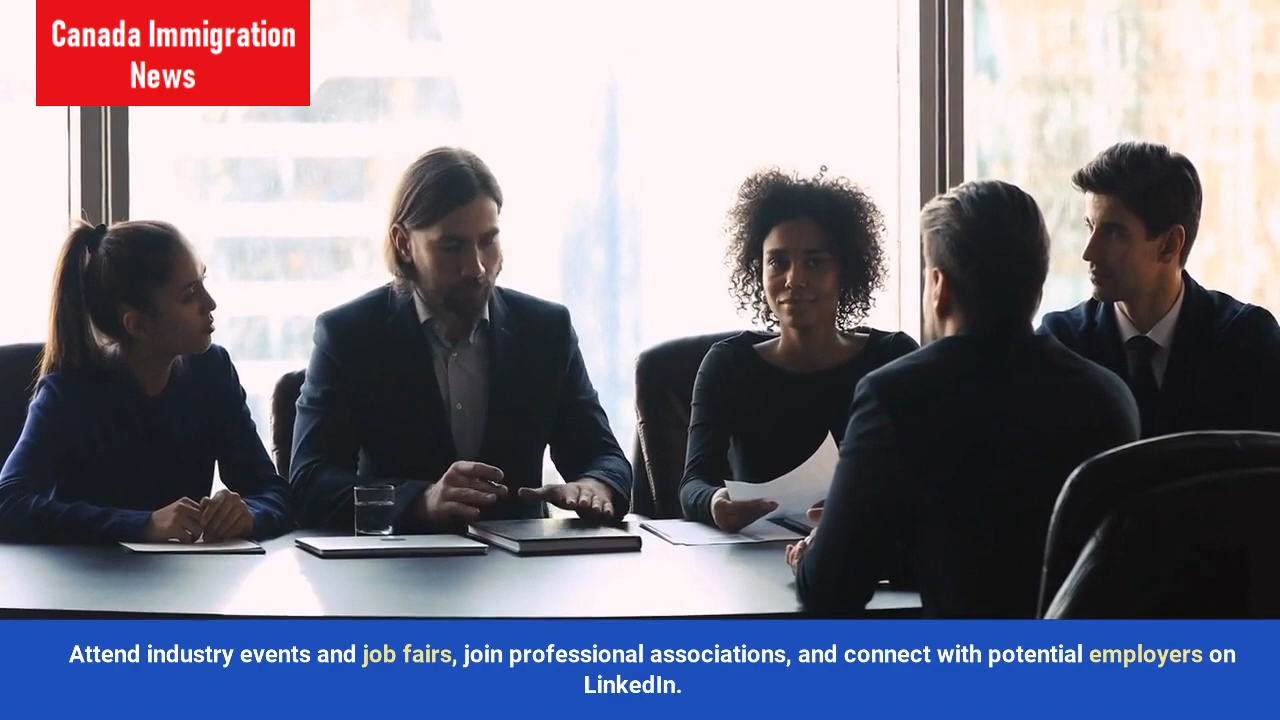 Canada Immigration
News
Attend industry events and job fairs, join professional associations, and connect with potential employers on
LinkedIn.